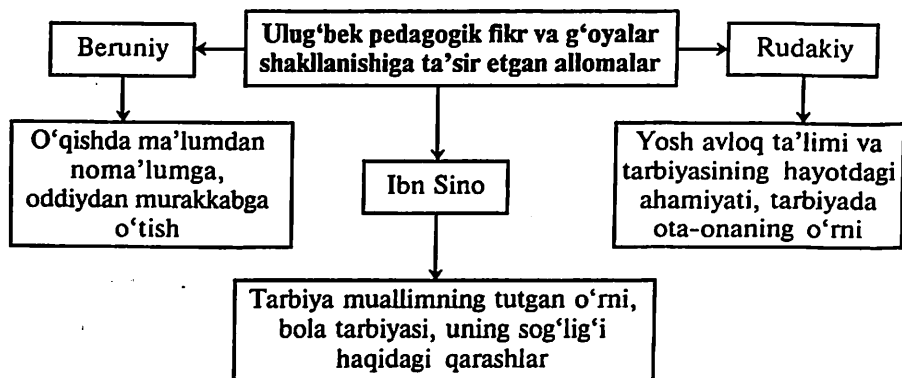 Beruniy
Ulug‘bek pedagogik fikr va g‘oyalar
shakllanishiga ta’sir etgan allomalar
Rudakiy
O‘qishda ma’lumdan
noma’lumga,
oddiydan murakkabga
o‘tish
Ibn Sino
Yosh avloq ta’limi va
tarbiyasining hayotdagi
ahamiyati, tarbiyada
ota-onaning o‘rni
Tarbiya muallimning tutgan o‘rni,
bola tarbiyasi, uning sog‘lig‘i
haqidagi qarashlar